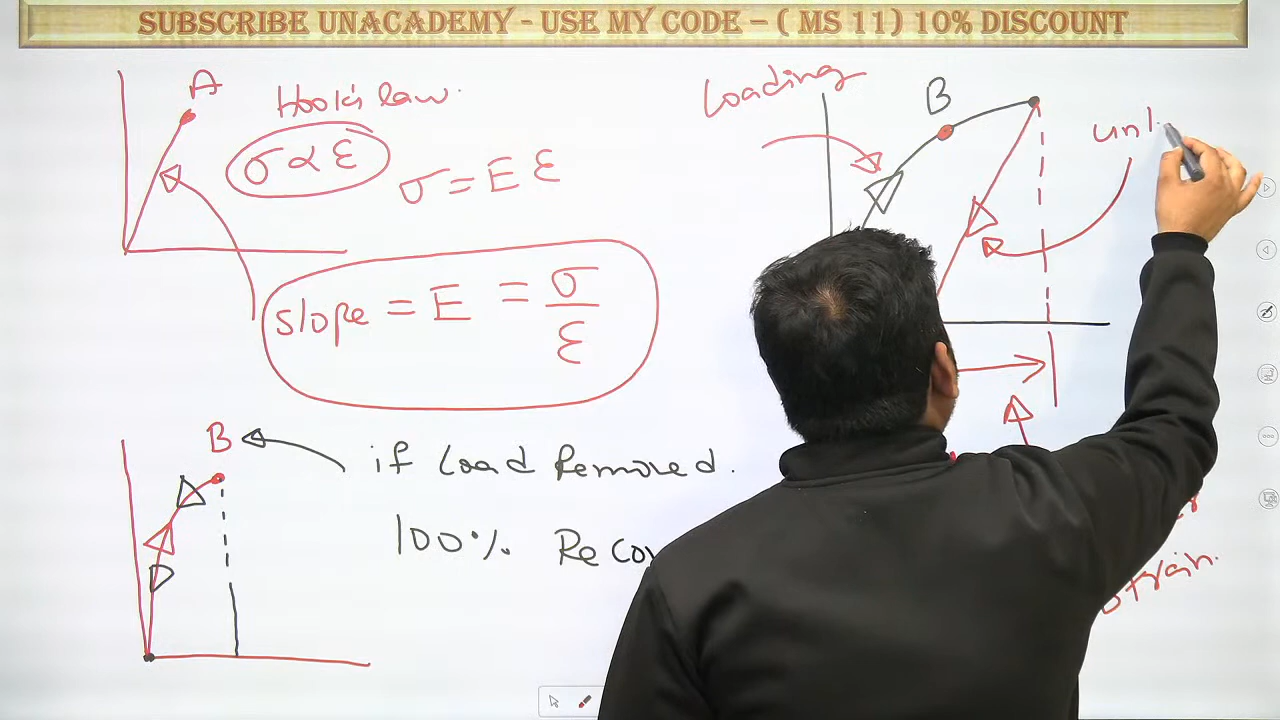 SUBSCRIBE UNACADEMY - USE MY CODE – ( MS 11) 10% DISCOUNT
A
Hook's law.
σ ∝ ε
σ = E ε
slope = E = σ / ε
Loading
B
unl
B
if Load Removed.
100% Reco
strain.